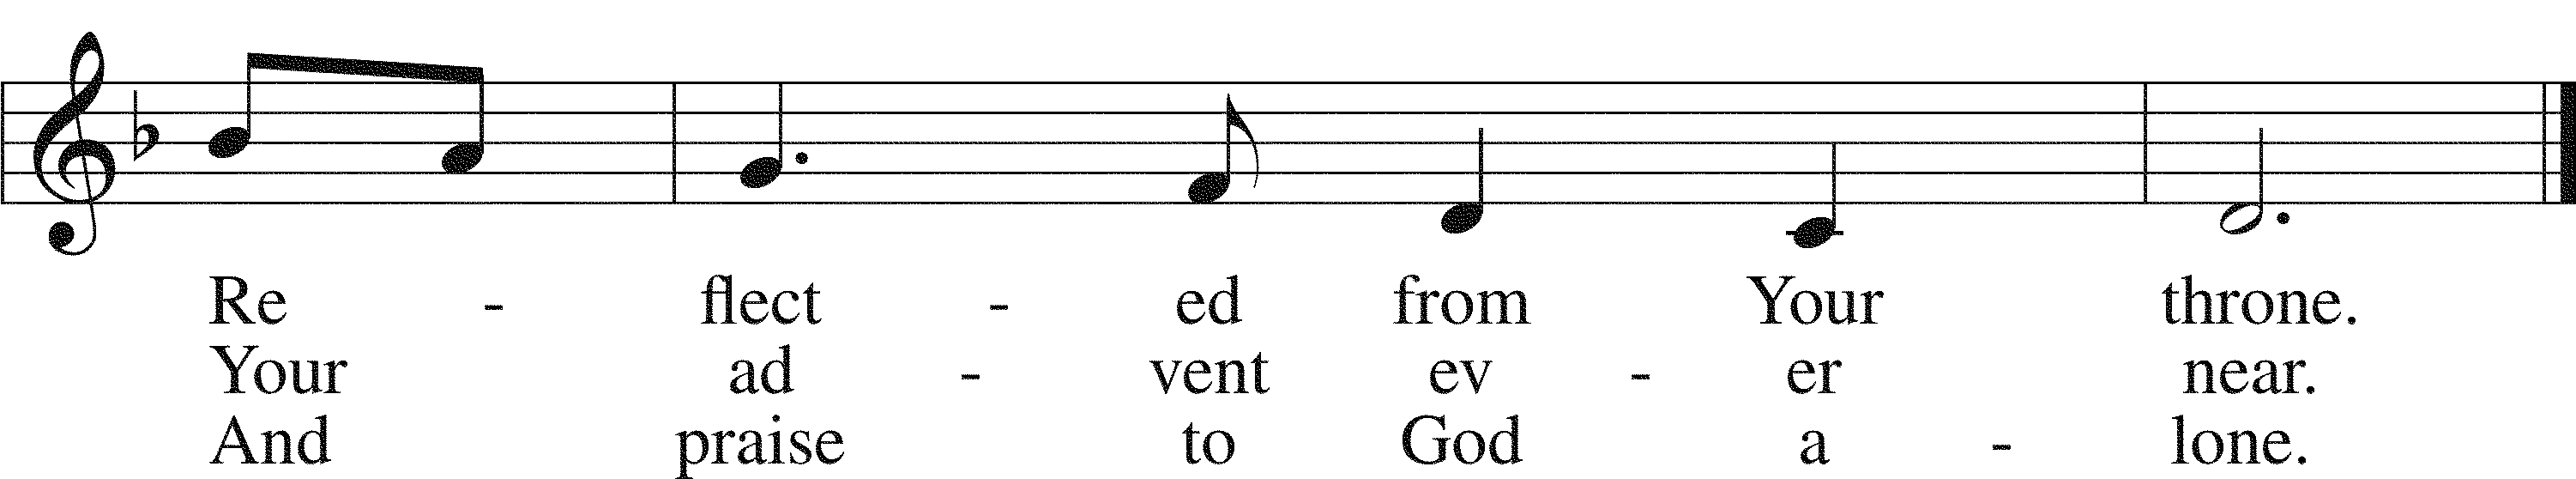 Re - flect - ed from Your throne.
Your ad - vent ev - er near.
And praise to God a - lone.